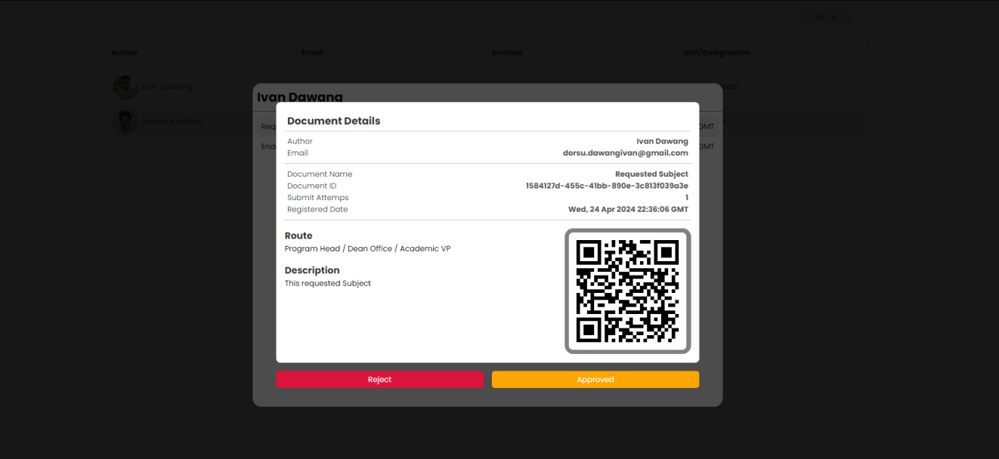 All
Author Email Institue Unit/Designation
Ivan Dawang
Paliweck Heyres
Ivan Dawang
GMT
GMT
Document Details
Author Ivan Dawang
Email dorsu.dawangivan@gmail.com
Document Name Requested Subject
Document ID 1584127d-455c-41bb-890e-3c813f039a3e
Submit Attemps 1
Registered Date Wed, 24 Apr 2024 22:36:06 GMT
Route
Program Head / Dean Office / Academic VP
Description
This requested Subject
Reject Approved